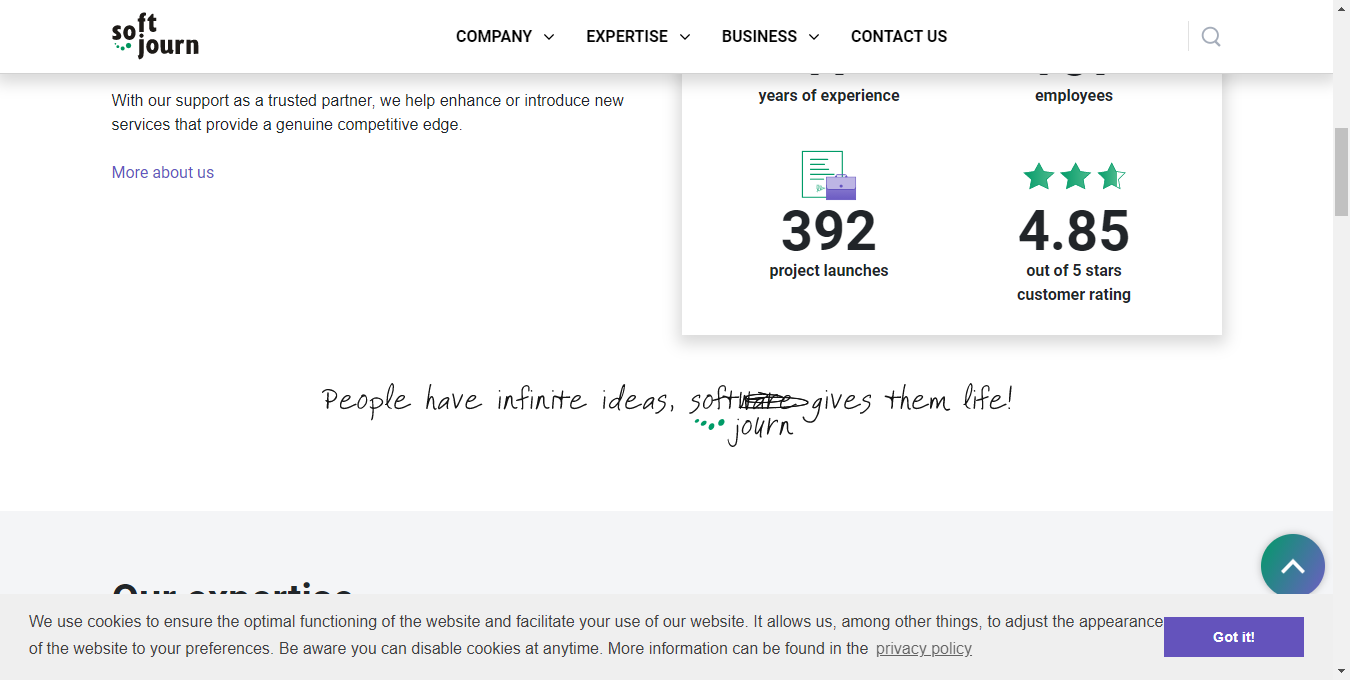 soft
journ
COMPANY
EXPERTISE
BUSINESS
CONTACT US
With our support as a trusted partner, we help enhance or introduce new
services that provide a genuine competitive edge.
More about us
years of experience
employees
392
project launches
4.85
out of 5 stars
customer rating
People have infinite ideas, software gives them life!
journ
Our expertise
We use cookies to ensure the optimal functioning of the website and facilitate your use of our website. It allows us, among other things, to adjust the appearance
of the website to your preferences. Be aware you can disable cookies at anytime. More information can be found in the privacy policy
Got it!